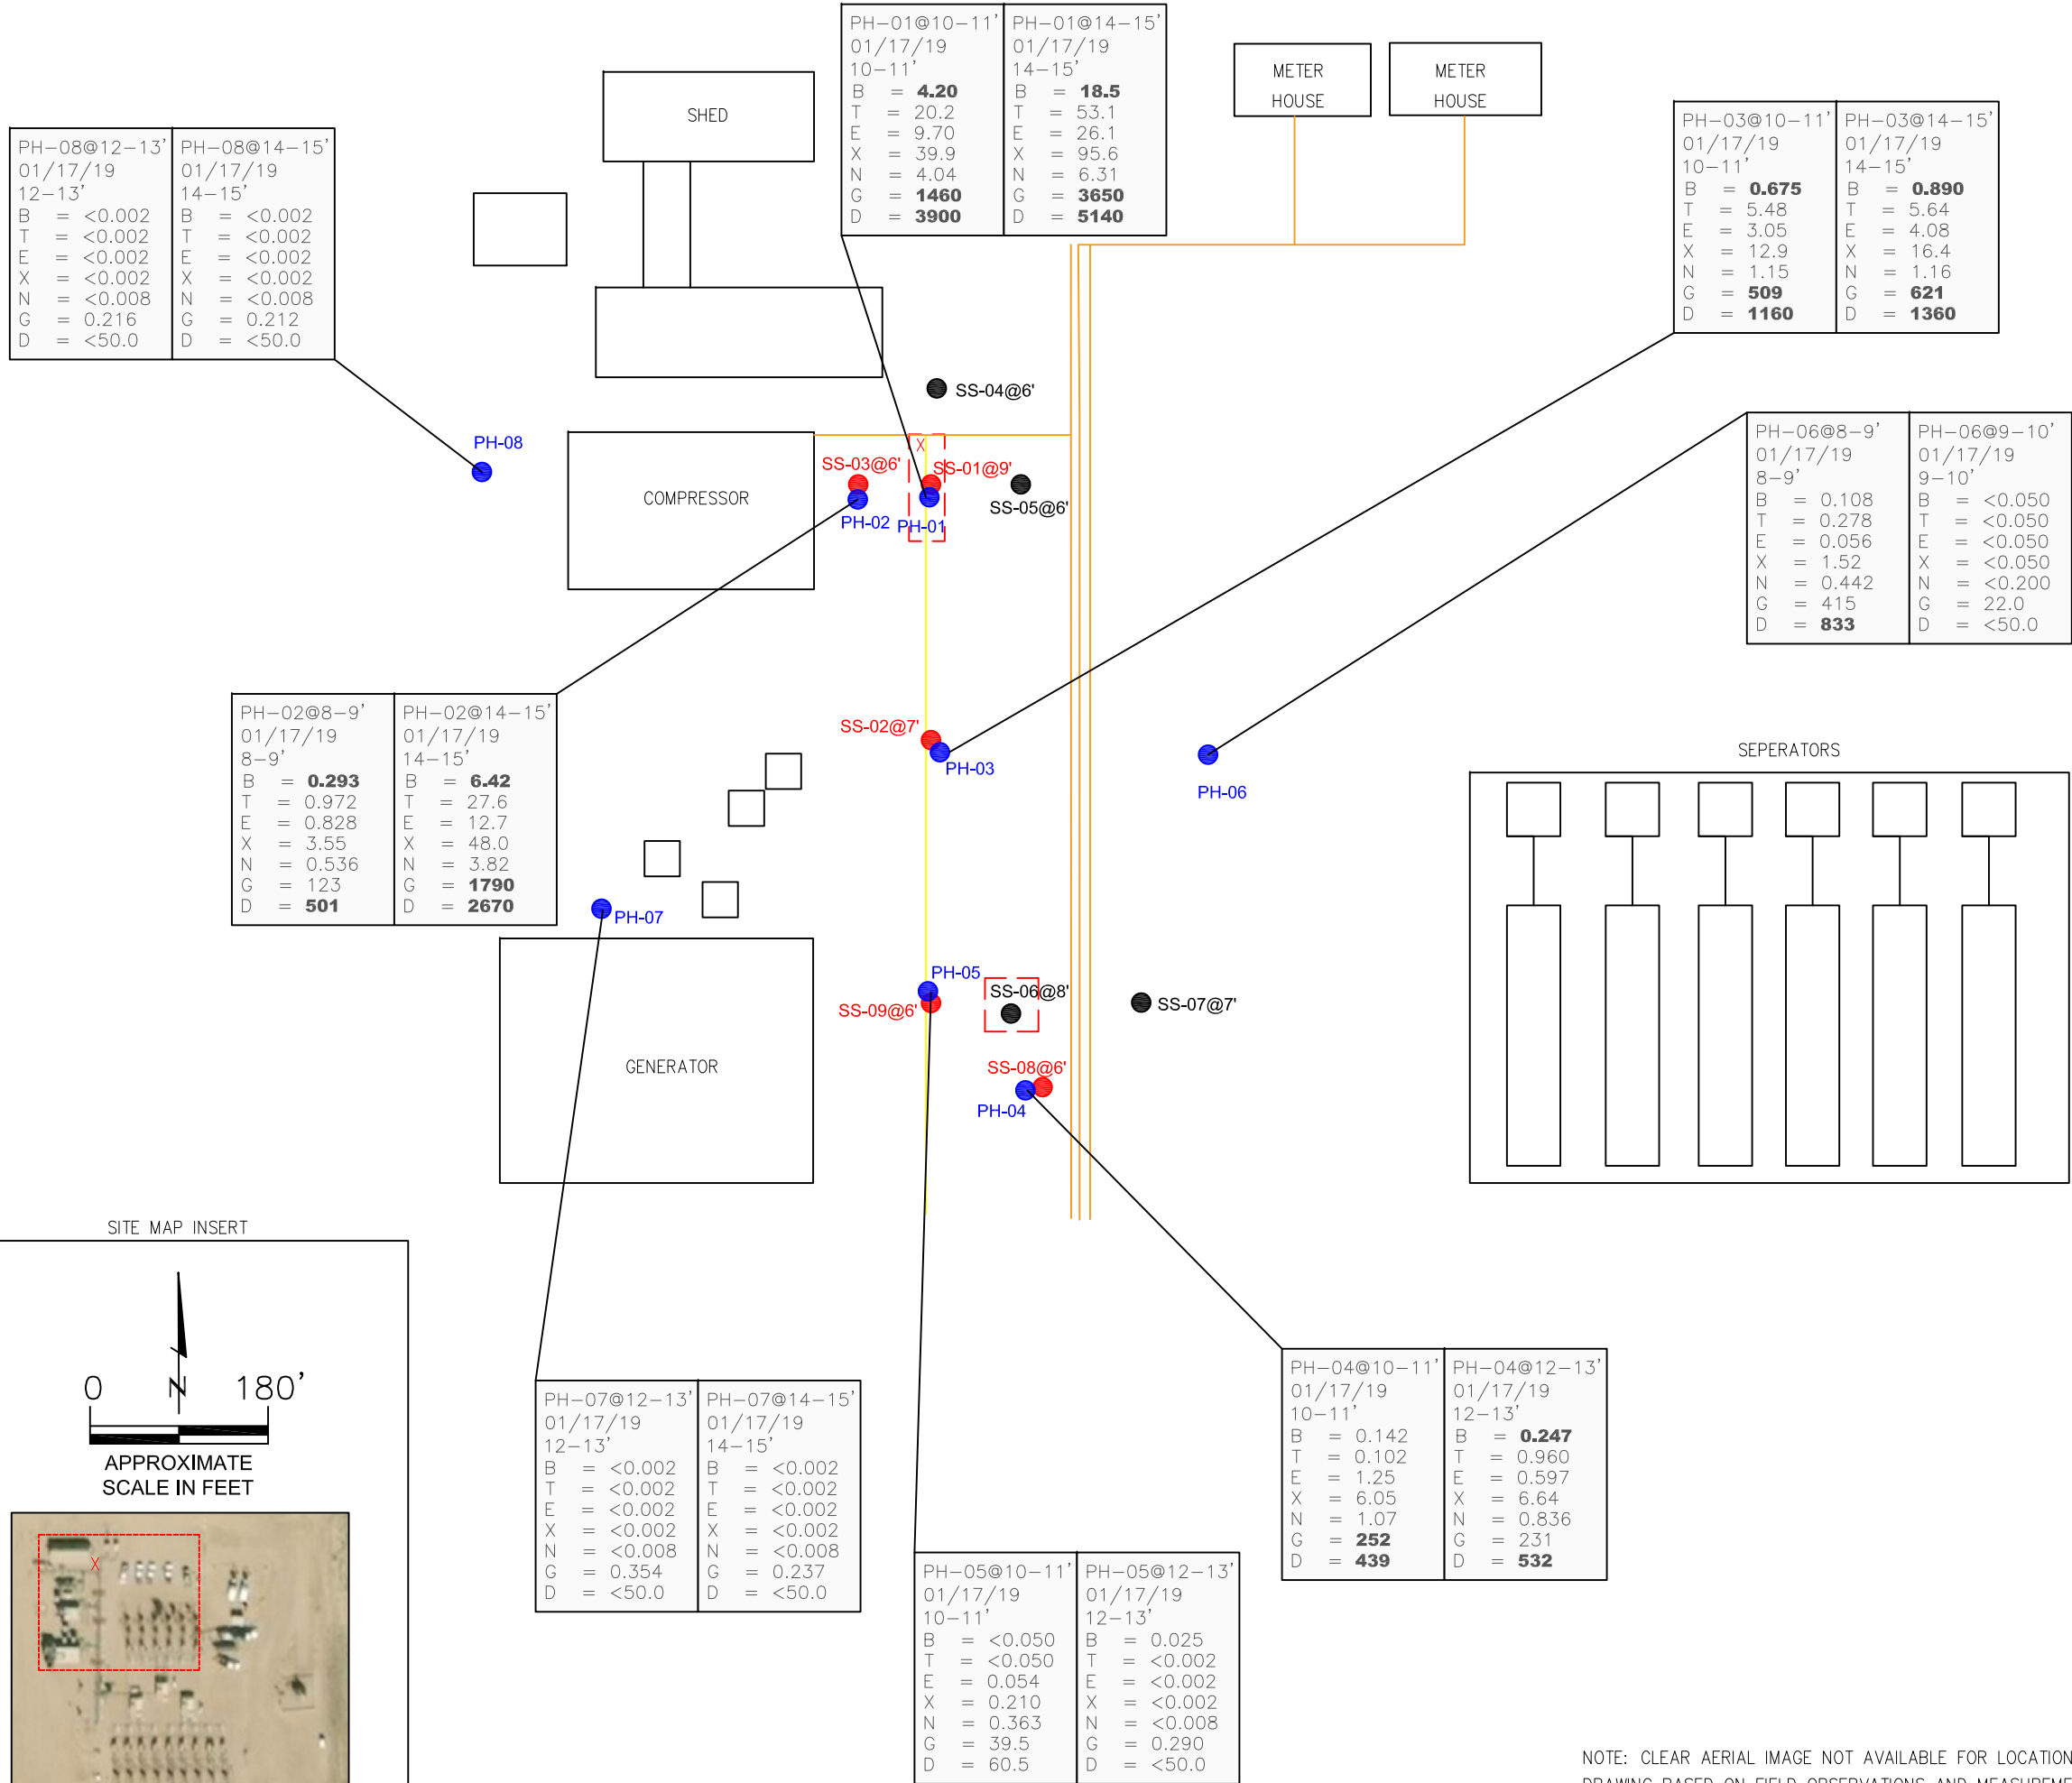 PH-01@10-11'
01/17/19
10-11'
B = 4.20
T = 20.2
E = 9.70
X = 39.9
N = 4.04
G = 1460
D = 3900
PH-01@14-15'
01/17/19
14-15'
B = 18.5
T = 53.1
E = 26.1
X = 95.6
N = 6.31
G = 3650
D = 5140
METER
HOUSE
METER
HOUSE
SHED
PH-03@10-11'
01/17/19
10-11'
B = 0.675
T = 5.48
E = 3.05
X = 12.9
N = 1.15
G = 509
D = 1160
PH-03@14-15'
01/17/19
14-15'
B = 0.890
T = 5.64
E = 4.08
X = 16.4
N = 1.16
G = 621
D = 1360
PH-08@12-13'
01/17/19
12-13'
B = <0.002
T = <0.002
E = <0.002
X = <0.002
N = <0.008
G = 0.216
D = <50.0
PH-08@14-15'
01/17/19
14-15'
B = <0.002
T = <0.002
E = <0.002
X = <0.002
N = <0.008
G = 0.212
D = <50.0
SS-04@6'
PH-08
X
SS-03@6'
SS-01@9'
COMPRESSOR
SS-05@6'
PH-02
PH-01
PH-06@8-9'
01/17/19
8-9'
B = 0.108
T = 0.278
E = 0.056
X = 1.52
N = 0.442
G = 415
D = 833
PH-06@9-10'
01/17/19
9-10'
B = <0.050
T = <0.050
E = <0.050
X = <0.050
N = <0.200
G = 22.0
D = <50.0
PH-02@8-9'
01/17/19
8-9'
B = 0.293
T = 0.972
E = 0.828
X = 3.55
N = 0.536
G = 123
D = 501
PH-02@14-15'
01/17/19
14-15'
B = 6.42
T = 27.6
E = 12.7
X = 48.0
N = 3.82
G = 1790
D = 2670
SS-02@7'
PH-03
PH-06
SEPERATORS
PH-07
PH-05
SS-09@6'
SS-06@8'
SS-07@7'
GENERATOR
SS-08@6'
PH-04
SITE MAP INSERT
N
0 180'
APPROXIMATE
SCALE IN FEET
X
PH-07@12-13'
01/17/19
12-13'
B = <0.002
T = <0.002
E = <0.002
X = <0.002
N = <0.008
G = 0.354
D = <50.0
PH-07@14-15'
01/17/19
14-15'
B = <0.002
T = <0.002
E = <0.002
X = <0.002
N = <0.008
G = 0.237
D = <50.0
PH-04@10-11'
01/17/19
10-11'
B = 0.142
T = 0.102
E = 1.25
X = 6.05
N = 1.07
G = 252
D = 439
PH-04@12-13'
01/17/19
12-13'
B = 0.247
T = 0.960
E = 0.597
X = 6.64
N = 0.836
G = 231
D = 532
PH-05@10-11'
01/17/19
10-11'
B = <0.050
T = <0.050
E = 0.054
X = 0.210
N = 0.363
G = 39.5
D = 60.5
PH-05@12-13'
01/17/19
12-13'
B = 0.025
T = <0.002
E = <0.002
X = <0.002
N = <0.008
G = 0.290
D = <50.0
NOTE: CLEAR AERIAL IMAGE NOT AVAILABLE FOR LOCATION
DRAWING BASED ON FIELD OBSERVATIONS AND